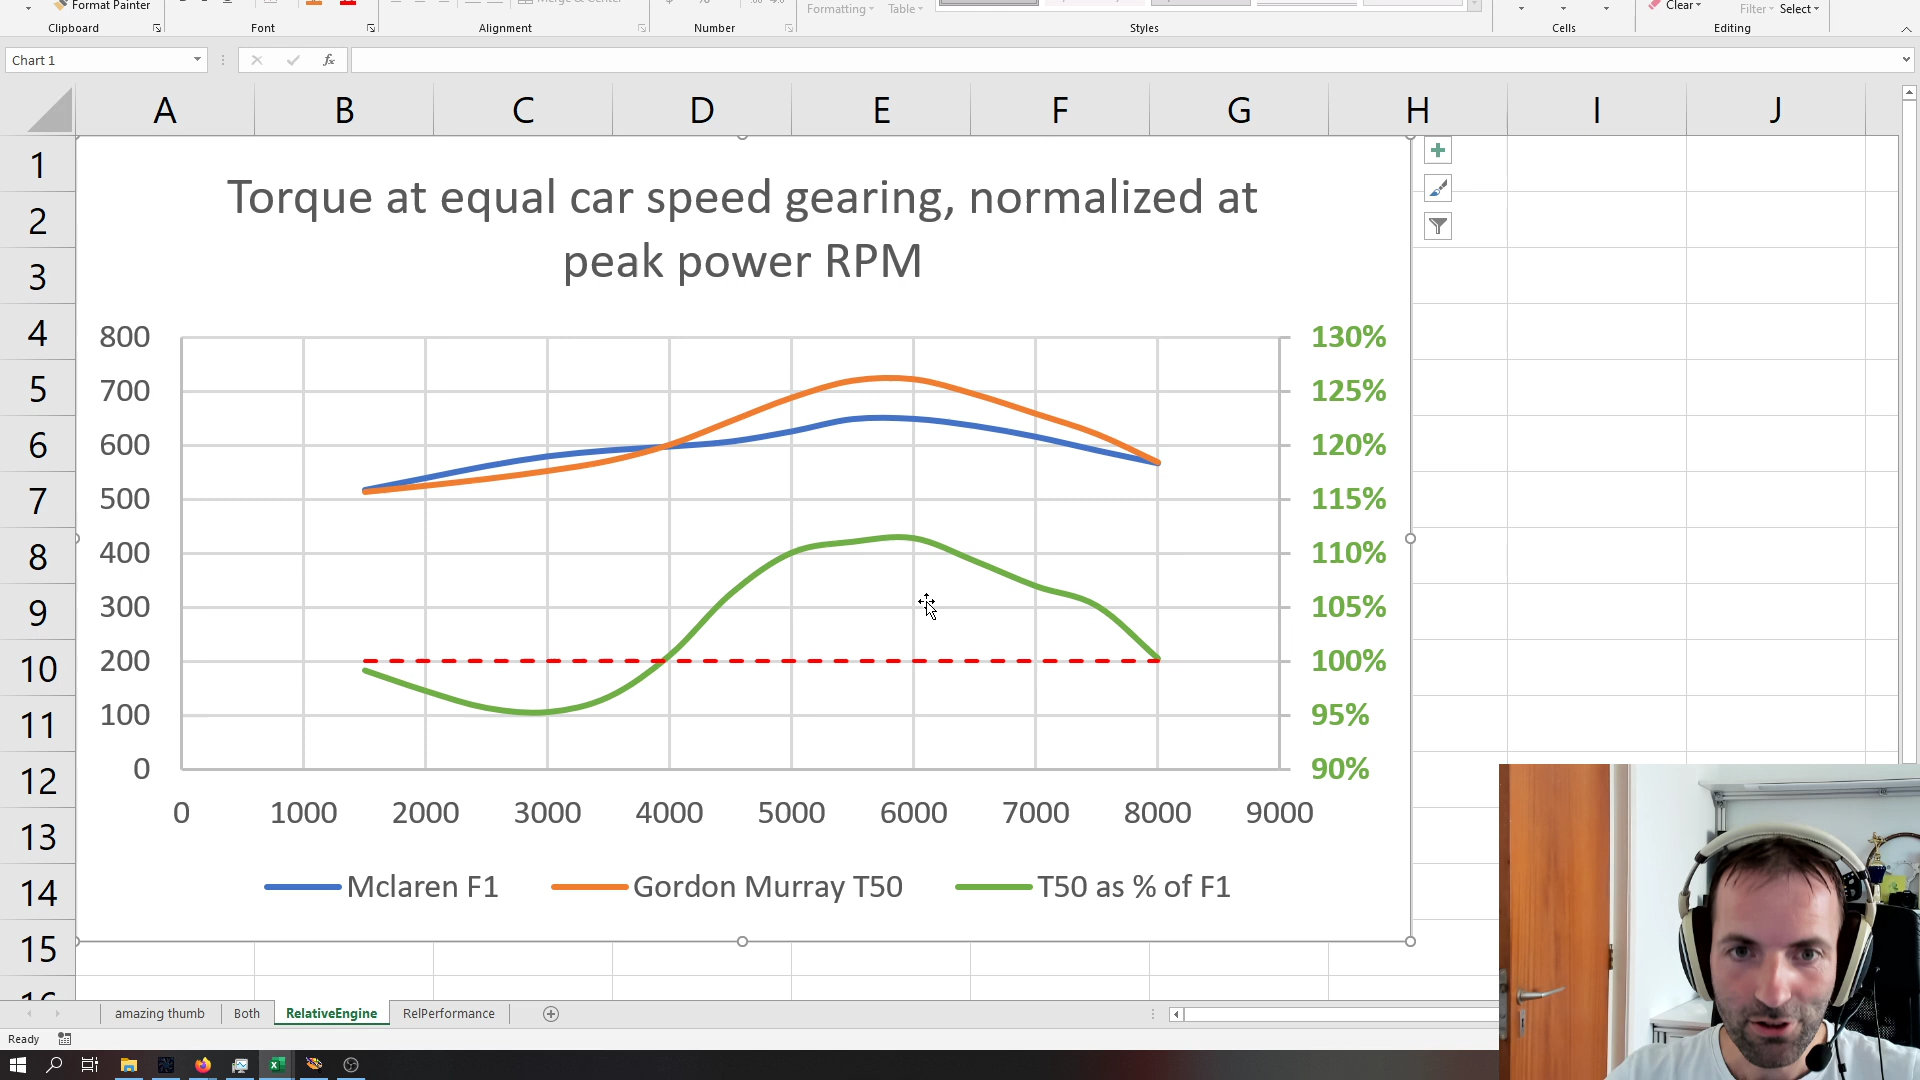 Format Painter
Merge & Center
Formatting
Table
Clear
Filter
Select
Clipboard
Font
Alignment
Number
Styles
Cells
Editing
Chart 1
fx
A B C D E F G H I J
1
2
3
4
5
6
7
8
9
10
11
12
13
14
15
16
Torque at equal car speed gearing, normalized at
peak power RPM
800 130%
700 125%
600 120%
500 115%
400 110%
300 105%
200 100%
100 95%
0 90%
0 1000 2000 3000 4000 5000 6000 7000 8000 9000
Mclaren F1 Gordon Murray T50 T50 as % of F1
amazing thumb Both RelativeEngine RelPerformance
Ready